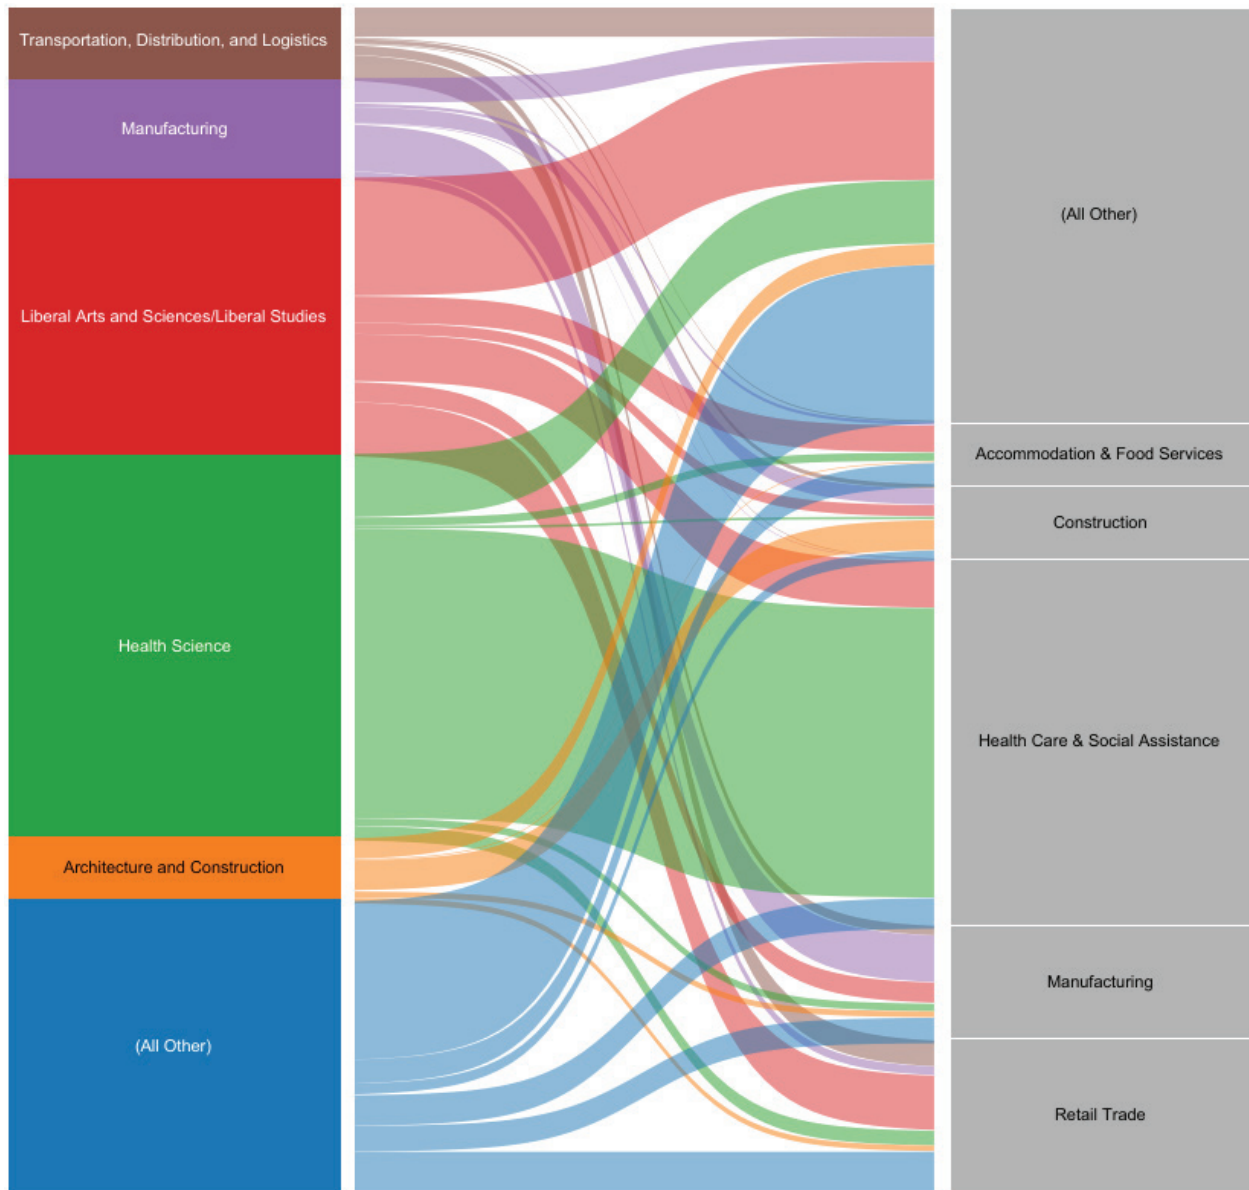 Transportation, Distribution, and Logistics
Manufacturing
Liberal Arts and Sciences/Liberal Studies
Health Science
Architecture and Construction
(All Other)
(All Other)
Accommodation & Food Services
Construction
Health Care & Social Assistance
Manufacturing
Retail Trade